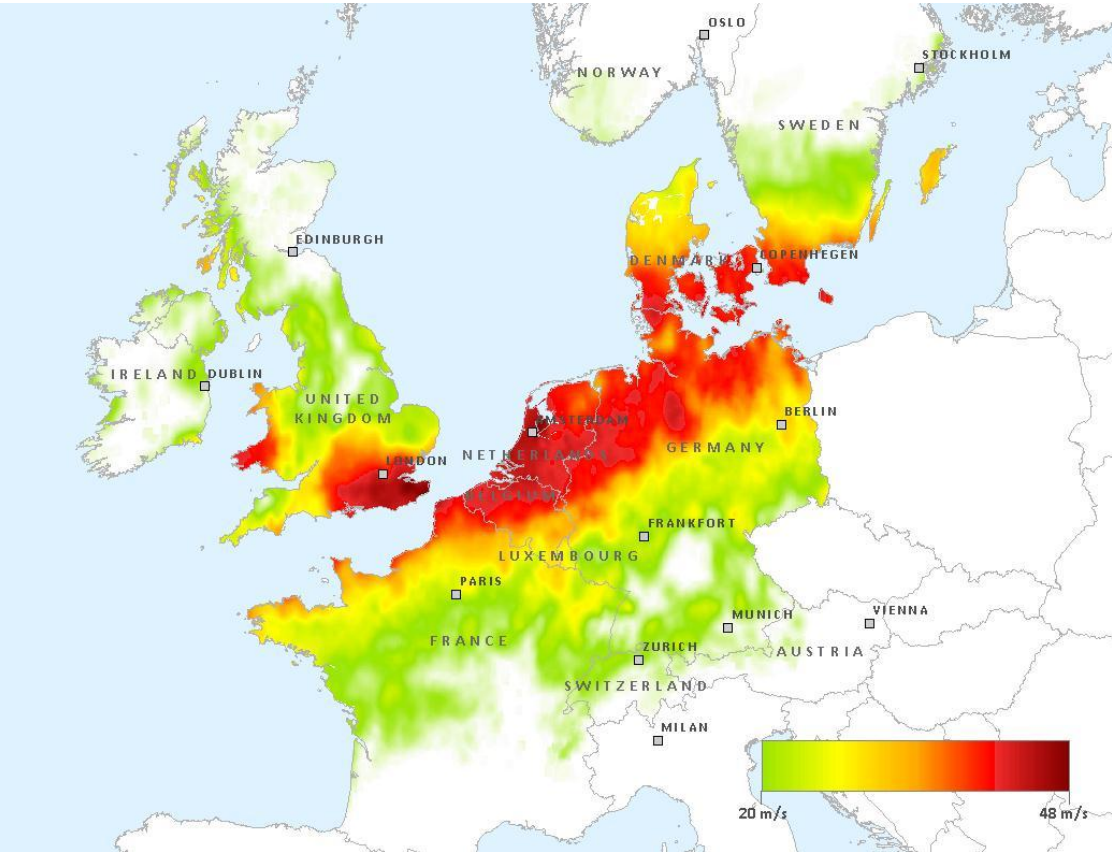 OSLO
STOCKHOLM
NORWAY
SWEDEN
EDINBURGH
COPENHEGEN
DENMARK
IRELAND
DUBLIN
UNITED
KINGDOM
AMSTERDAM
BERLIN
GERMANY
NETHERLANDS
LONDON
BELGIUM
FRANKFORT
LUXEMBOURG
PARIS
MUNICH
VIENNA
FRANCE
ZURICH
AUSTRIA
SWITZERLAND
MILAN
20 m/s
48 m/s